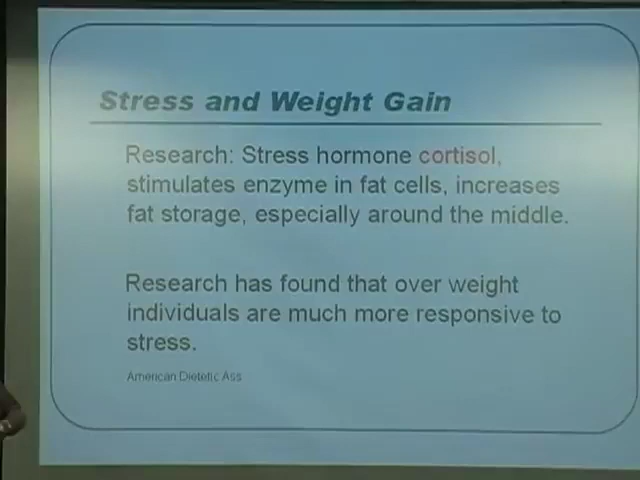 Stress and Weight Gain
Research: Stress hormone cortisol,
stimulates enzyme in fat cells, increases
fat storage, especially around the middle.
Research has found that over weight
individuals are much more responsive to
stress.
American Dietetic Ass